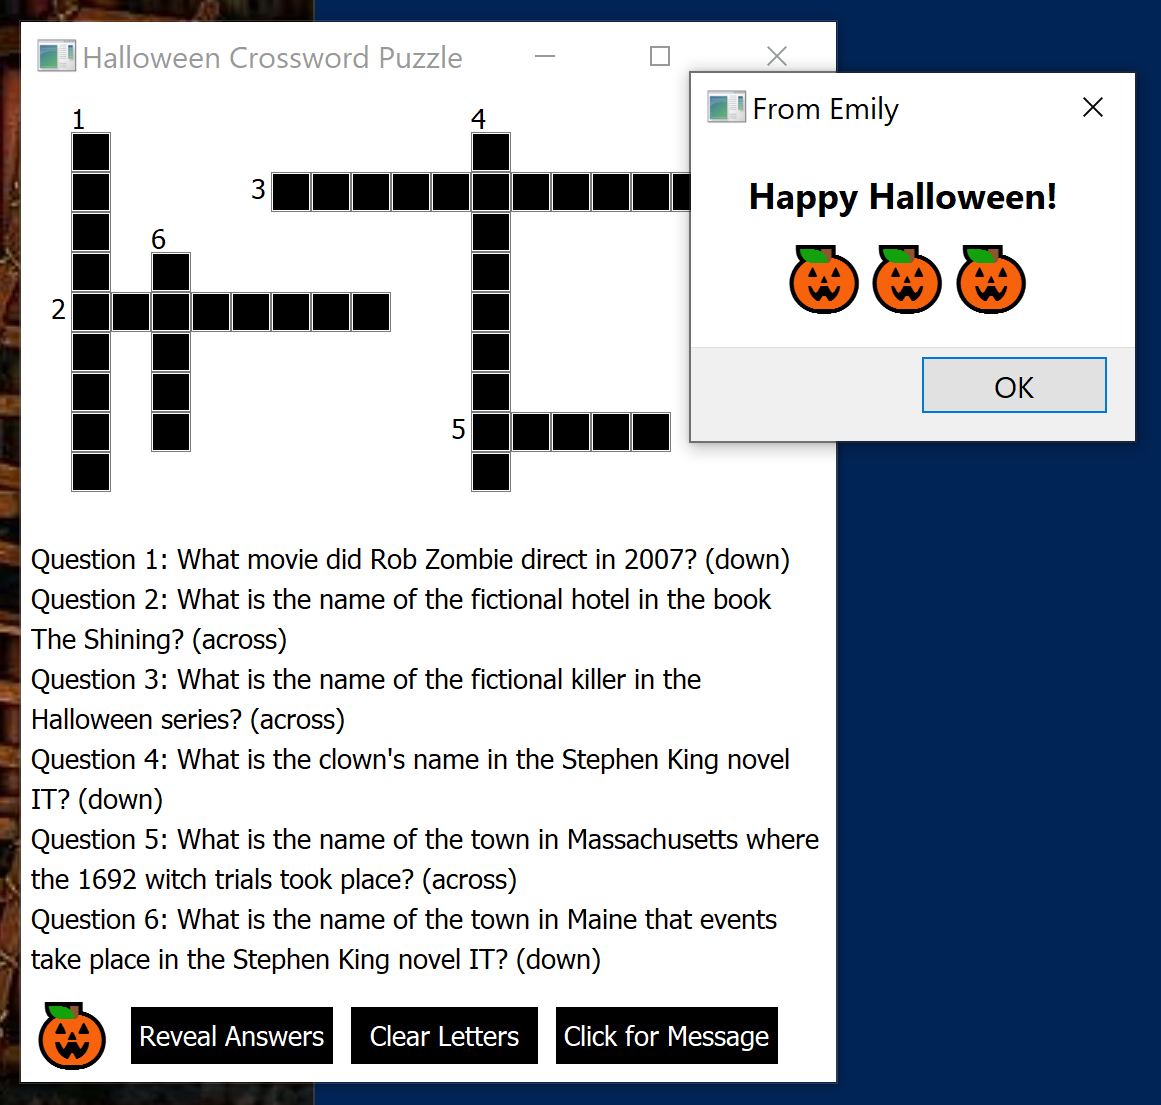 Halloween Crossword Puzzle
From Emily
1
4
3
Happy Halloween!
6
2
OK
5
Question 1: What movie did Rob Zombie direct in 2007? (down)
Question 2: What is the name of the fictional hotel in the book
The Shining? (across)
Question 3: What is the name of the fictional killer in the
Halloween series? (across)
Question 4: What is the clown's name in the Stephen King novel
IT? (down)
Question 5: What is the name of the town in Massachusetts where
the 1692 witch trials took place? (across)
Question 6: What is the name of the town in Maine that events
take place in the Stephen King novel IT? (down)
Reveal Answers
Clear Letters
Click for Message